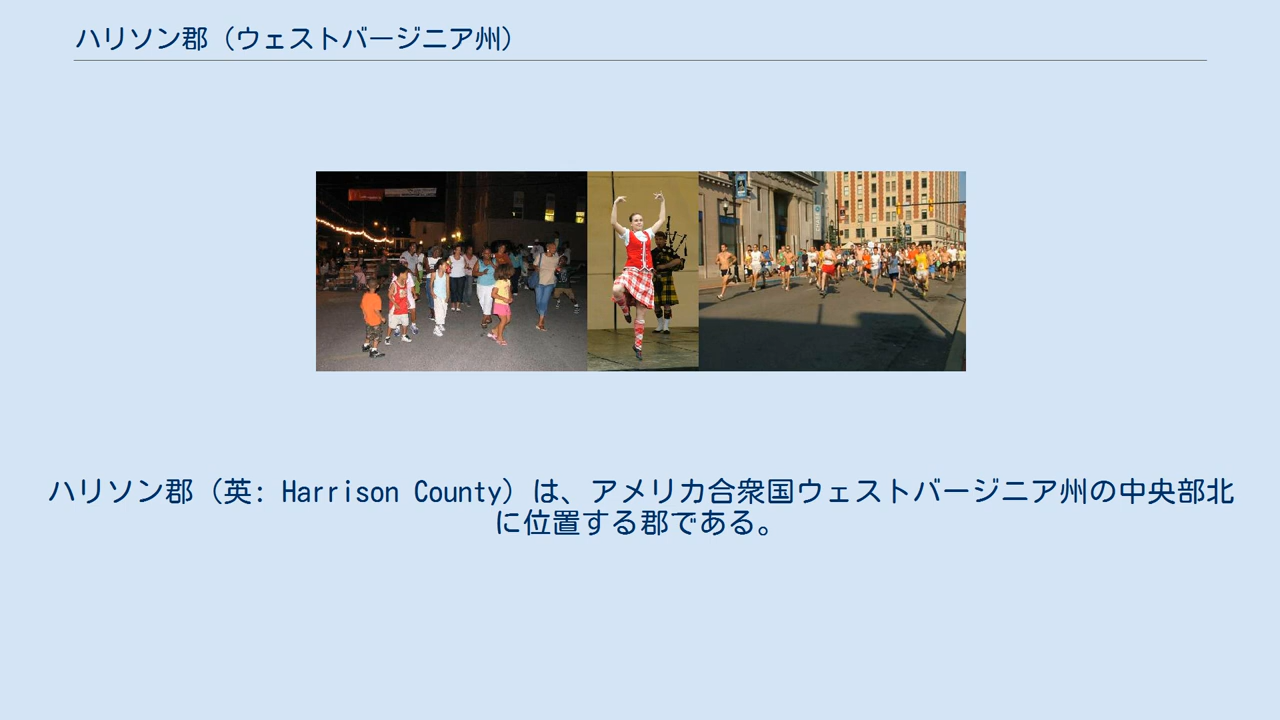 ハリソン郡（ウェストバージニア州）
ハリソン郡（英: Harrison County）は、アメリカ合衆国ウェストバージニア州の中央部北
に位置する郡である。